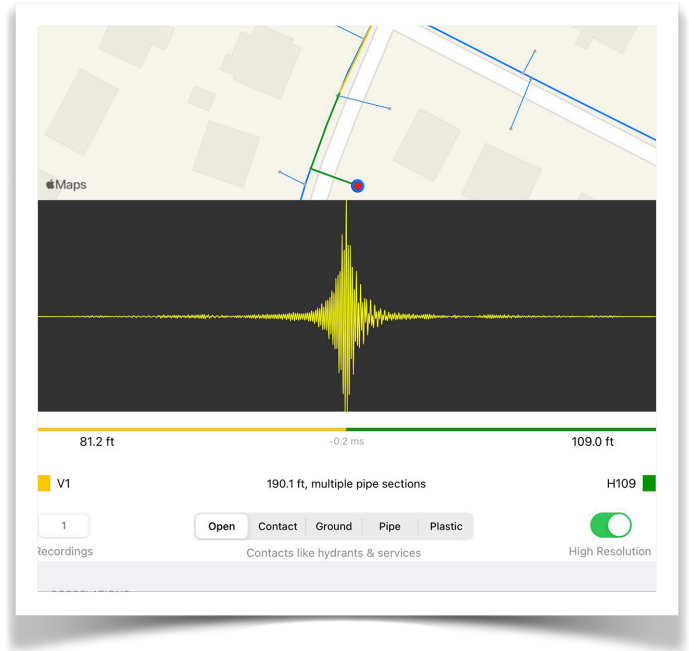 Maps
81.2 ft
-0.2 ms
109.0 ft
V1
190.1 ft, multiple pipe sections
H109
1
Open
Contact
Ground
Pipe
Plastic
Recordings
Contacts like hydrants & services
High Resolution